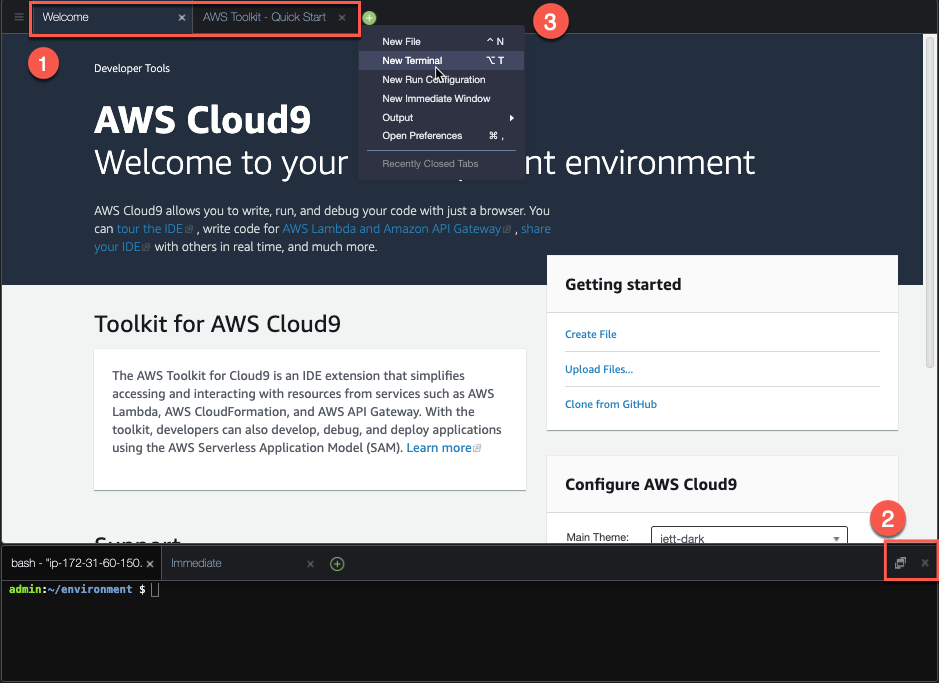 Welcome ×
AWS Toolkit - Quick Start ×
3
1
New File ^ N
New Terminal ⌥ T
New Run Configuration
New Immediate Window
Output
Open Preferences ⌘ ,
Recently Closed Tabs
Developer Tools
AWS Cloud9
Welcome to your nt environment
AWS Cloud9 allows you to write, run, and debug your code with just a browser. You
can tour the IDE , write code for AWS Lambda and Amazon API Gateway , share
your IDE with others in real time, and much more.
Toolkit for AWS Cloud9
The AWS Toolkit for Cloud9 is an IDE extension that simplifies
accessing and interacting with resources from services such as AWS
Lambda, AWS CloudFormation, and AWS API Gateway. With the
toolkit, developers can also develop, debug, and deploy applications
using the AWS Serverless Application Model (SAM). Learn more
Support
Getting started
Create File
Upload Files...
Clone from GitHub
Configure AWS Cloud9
Main Theme: jett-dark
2
bash - "ip-172-31-60-150. ×
Immediate ×
admin:~/environment $